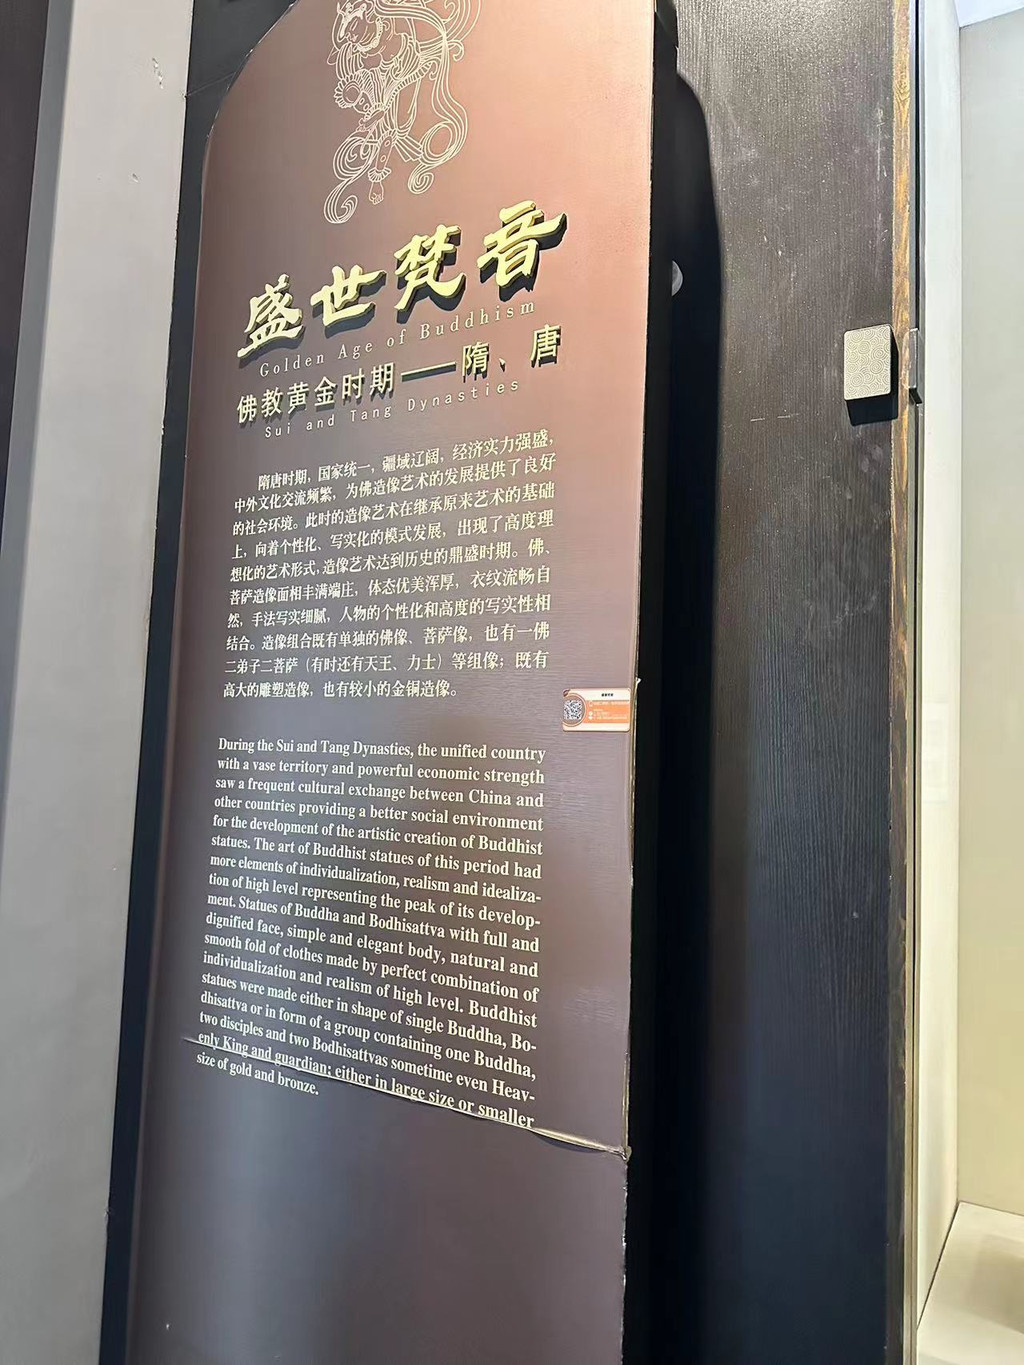 盛世梵音
Golden Age of Buddhism
佛教黄金时期——隋、唐
Sui and Tang Dynasties
隋唐时期，国家统一，疆域辽阔，经济实力强盛，
中外文化交流频繁，为佛造像艺术的发展提供了良好
的社会环境。此时的造像艺术在继承原来艺术的基础
上，向着个性化、写实化的模式发展，出现了高度理
想化的艺术形式，造像艺术达到历史的鼎盛时期。佛、
菩萨造像面相丰满端庄，体态优美浑厚，衣纹流畅自
然，手法写实细腻，人物的个性化和高度的写实性相
结合。造像组合既有单独的佛像、菩萨像，也有一佛
二弟子二菩萨（有时还有天王、力士）等组像；既有
高大的雕塑造像，也有较小的金铜造像。
During the Sui and Tang Dynasties, the unified country
with a vase territory and powerful economic strength
saw a frequent cultural exchange between China and
other countries providing a better social environment
for the development of the artistic creation of Buddhist
statues. The art of Buddhist statues of this period had
more elements of individualization, realism and idealiza-
tion of high level representing the peak of its develop-
ment. Statues of Buddha and Bodhisattva with full and
dignified face, simple and elegant body, natural and
smooth fold of clothes made by perfect combination of
individualization and realism of high level. Buddhist
statues were made either in shape of single Buddha, Bo-
dhisattva or in form of a group containing one Buddha,
two disciples and two Bodhisattvas sometime even Heav-
enly King and guardian; either in large size or smaller
size of gold and bronze.